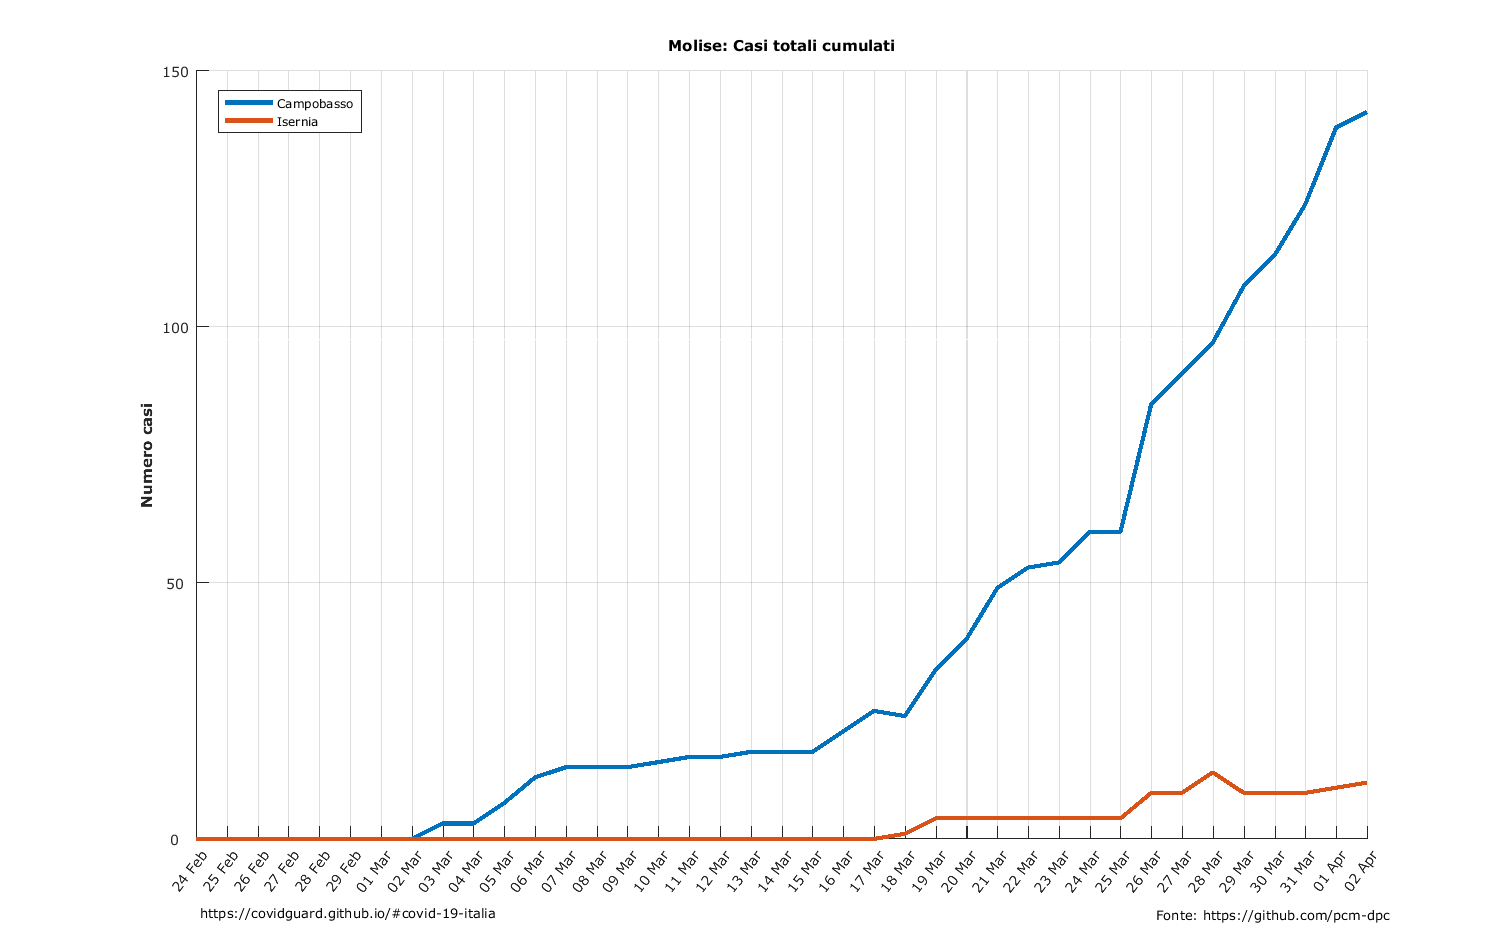 Molise: Casi totali cumulati
150
100
50
0
Numero casi
Campobasso
Isernia
24 Feb
25 Feb
26 Feb
27 Feb
28 Feb
29 Feb
01 Mar
02 Mar
03 Mar
04 Mar
05 Mar
06 Mar
07 Mar
08 Mar
09 Mar
10 Mar
11 Mar
12 Mar
13 Mar
14 Mar
15 Mar
16 Mar
17 Mar
18 Mar
19 Mar
20 Mar
21 Mar
22 Mar
23 Mar
24 Mar
25 Mar
26 Mar
27 Mar
28 Mar
29 Mar
30 Mar
31 Mar
01 Apr
02 Apr
https://covidguard.github.io/#covid-19-italia
Fonte: https://github.com/pcm-dpc